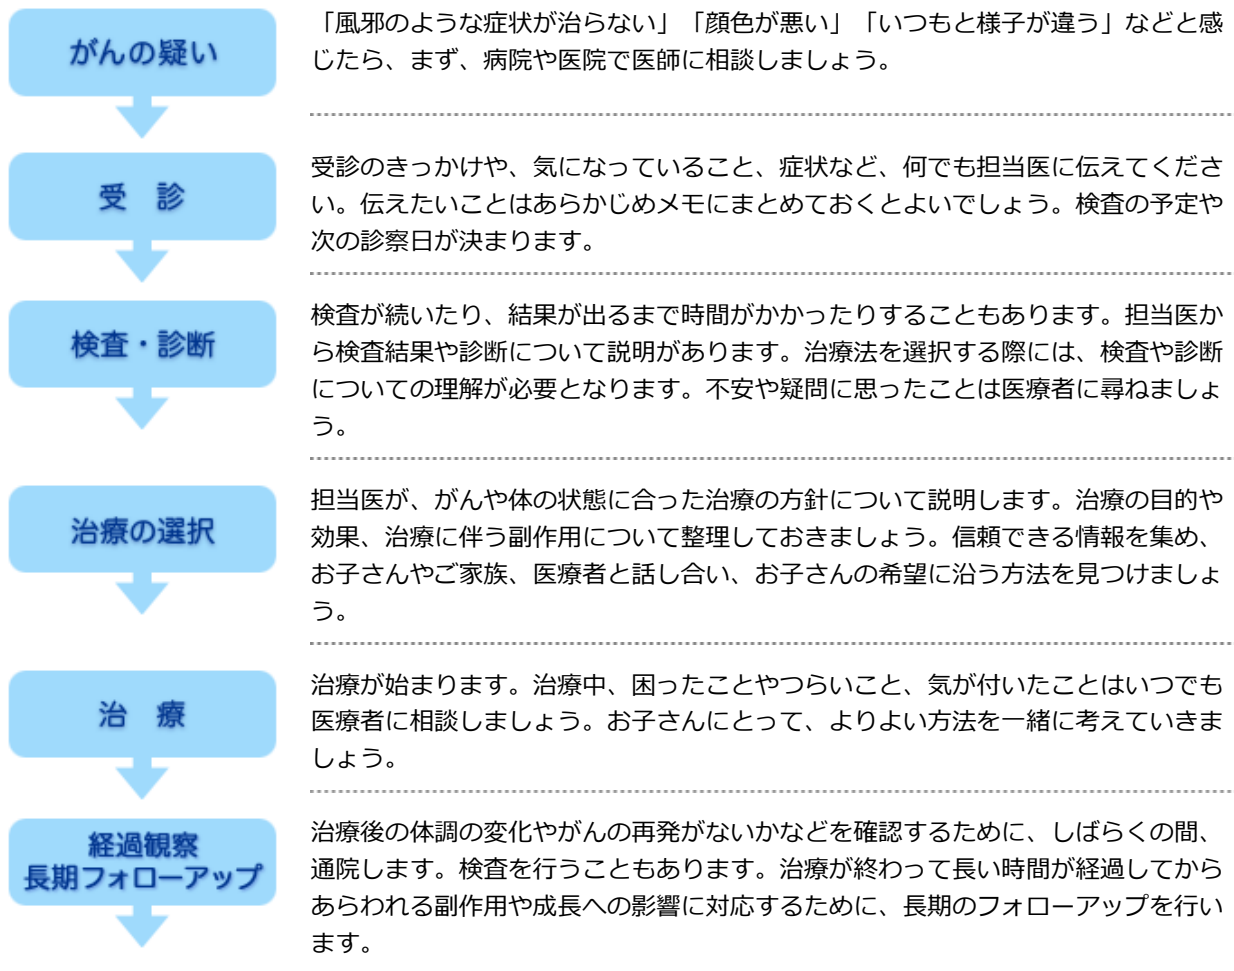 がんの疑い
「風邪のような症状が治らない」「顔色が悪い」「いつもと様子が違う」などと感
じたら、まず、病院や医院で医師に相談しましょう。
受　診
受診のきっかけや、気になっていること、症状など、何でも担当医に伝えてくださ
い。伝えたいことはあらかじめメモにまとめておくとよいでしょう。検査の予定や
次の診察日が決まります。
検査・診断
検査が続いたり、結果が出るまで時間がかかったりすることもあります。担当医か
ら検査結果や診断について説明があります。治療法を選択する際には、検査や診断
についての理解が必要となります。不安や疑問に思ったことは医療者に尋ねましょ
う。
治療の選択
担当医が、がんや体の状態に合った治療の方針について説明します。治療の目的や
効果、治療に伴う副作用について整理しておきましょう。信頼できる情報を集め、
お子さんやご家族、医療者と話し合い、お子さんの希望に沿う方法を見つけましょ
う。
治　療
治療が始まります。治療中、困ったことやつらいこと、気が付いたことはいつでも
医療者に相談しましょう。お子さんにとって、よりよい方法を一緒に考えていきま
しょう。
経過観察
長期フォローアップ
治療後の体調の変化やがんの再発がないかなどを確認するために、しばらくの間、
通院します。検査を行うこともあります。治療が終わって長い時間が経過してから
あらわれる副作用や成長への影響に対応するために、長期のフォローアップを行い
ます。